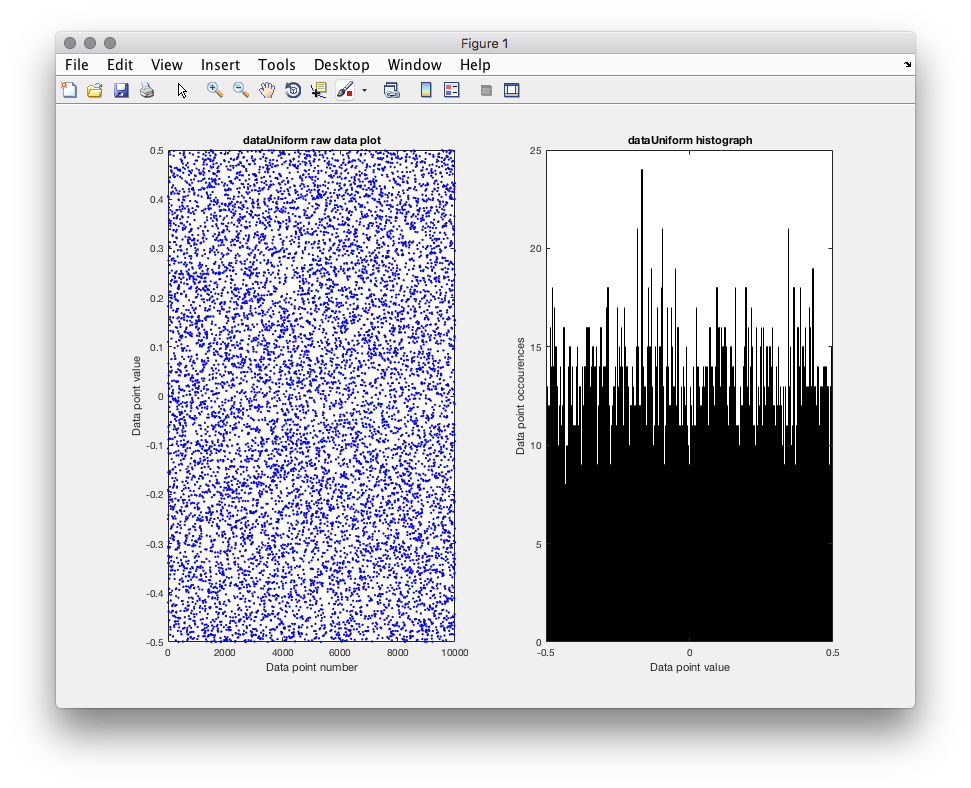 Figure 1
File Edit View Insert Tools Desktop Window Help
dataUniform raw data plot
0.5
0.4
0.3
0.2
0.1
0
-0.1
-0.2
-0.3
-0.4
-0.5
Data point value
0 2000 4000 6000 8000 10000
Data point number
dataUniform histograph
25
20
15
10
5
0
Data point occourences
-0.5 0 0.5
Data point value